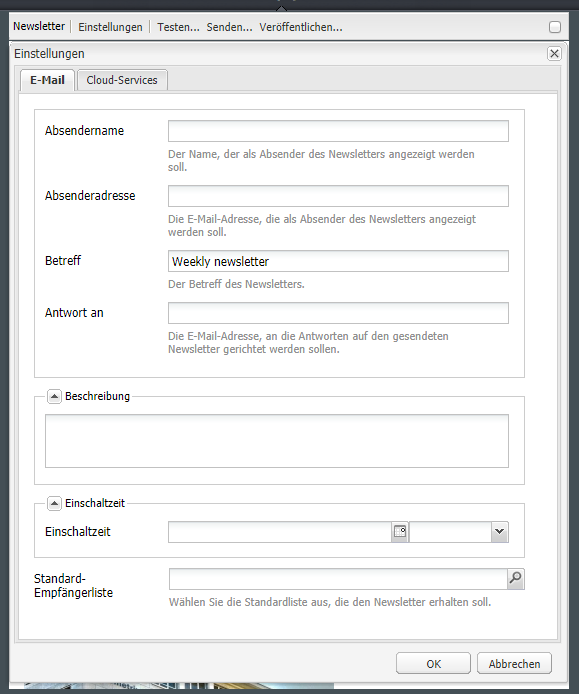 Newsletter Einstellungen Testen... Senden... Veröffentlichen...
Einstellungen
E-Mail Cloud-Services
Absendername
Der Name, der als Absender des Newsletters angezeigt werden
soll.
Absenderadresse
Die E-Mail-Adresse, die als Absender des Newsletters angezeigt
werden soll.
Betreff Weekly newsletter
Der Betreff des Newsletters.
Antwort an
Die E-Mail-Adresse, an die Antworten auf den gesendeten
Newsletter gerichtet werden sollen.
Beschreibung
Einschaltzeit
Einschaltzeit
Standard-
Empfängerliste
Wählen Sie die Standardliste aus, die den Newsletter erhalten soll.
OK Abbrechen